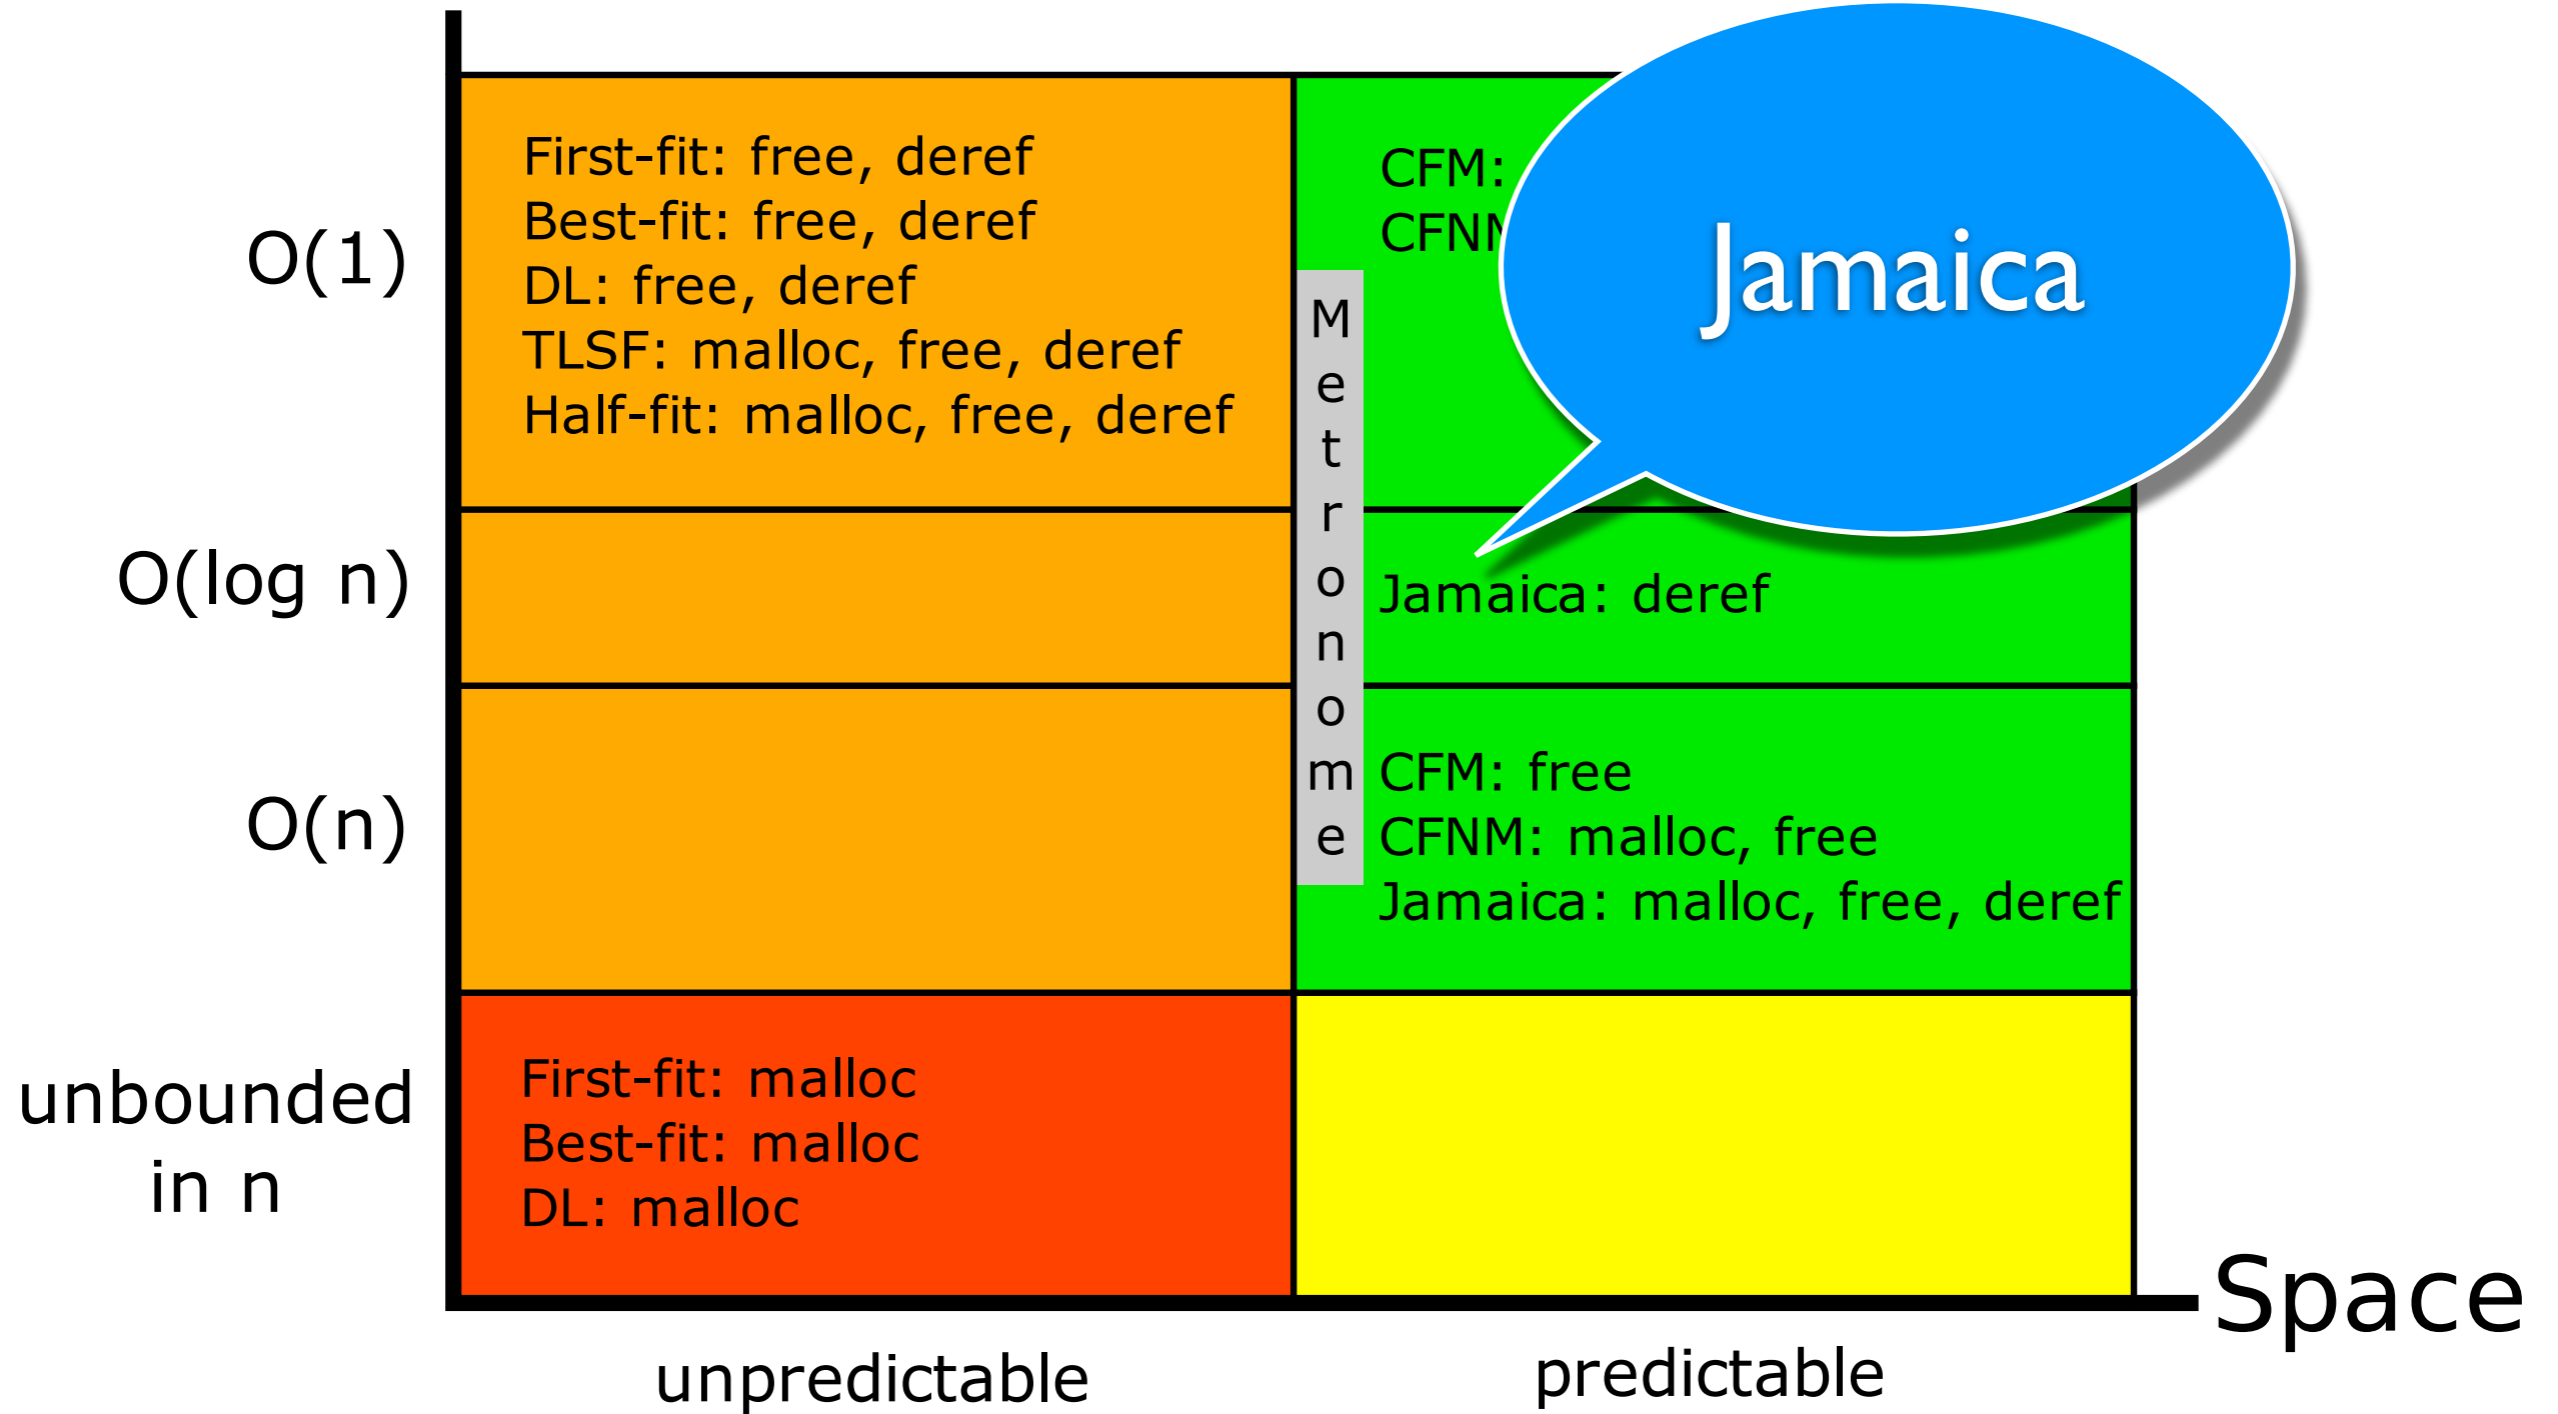 O(1)
First-fit: free, deref
Best-fit: free, deref
DL: free, deref
TLSF: malloc, free, deref
Half-fit: malloc, free, deref
CFM:
Jamaica
Metronome
O(log n)
Jamaica: deref
O(n)
CFM: free
CFNM: malloc, free
Jamaica: malloc, free, deref
unbounded
in n
First-fit: malloc
Best-fit: malloc
DL: malloc
Space
unpredictable
predictable